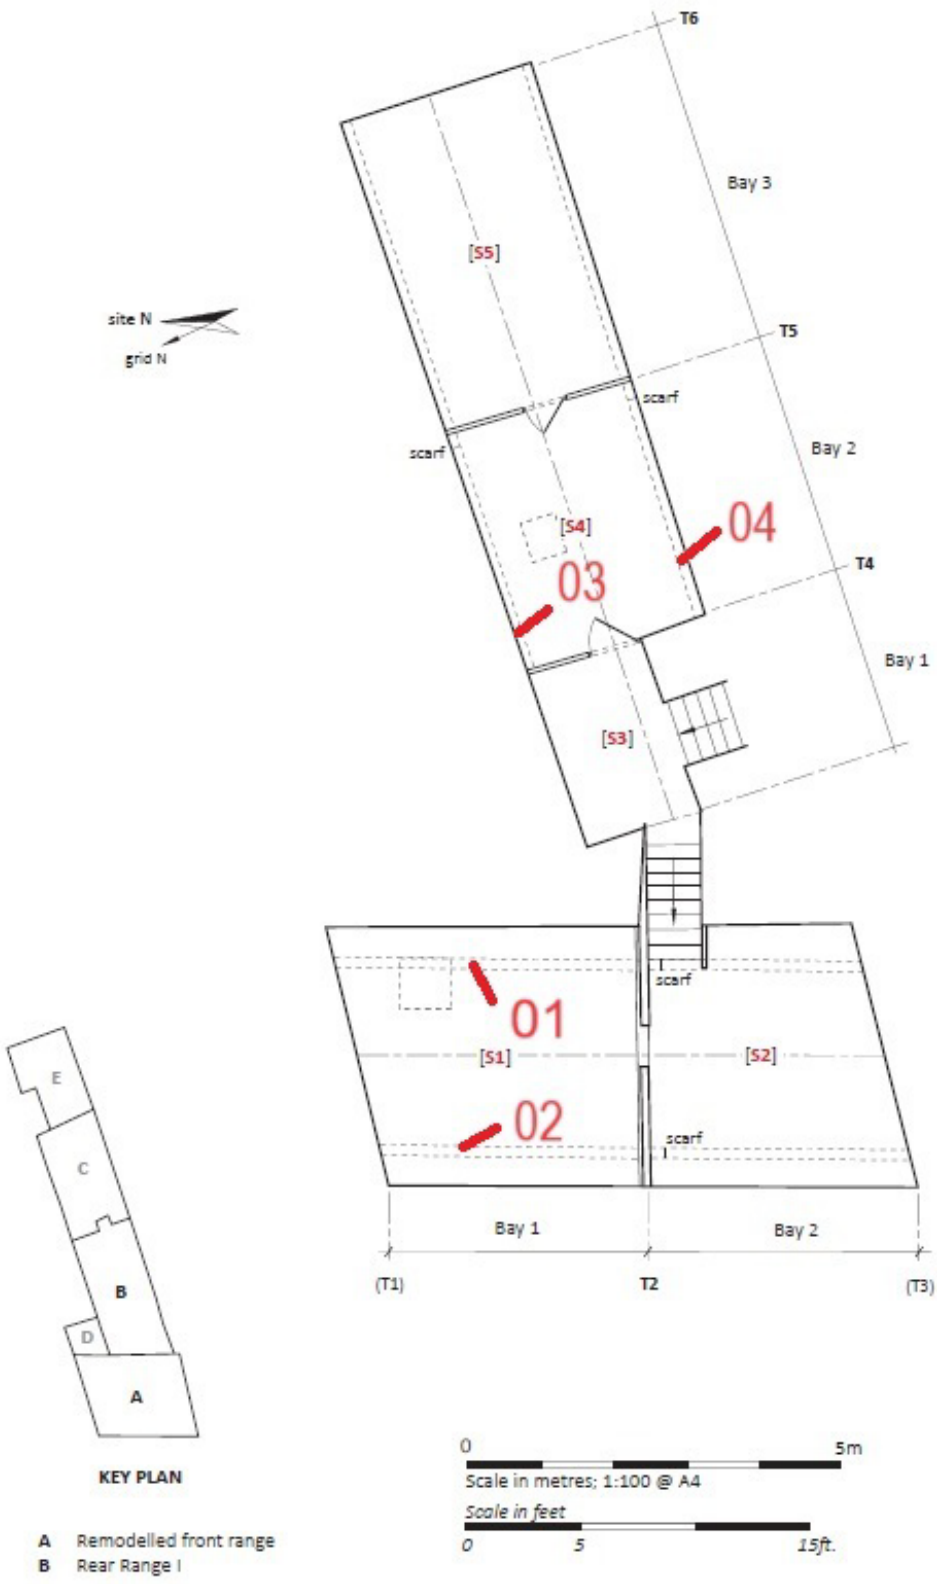 T6
Bay 3
[S5]
site N
grid N
T5
scarf
scarf
Bay 2
[S4]
04
03
T4
Bay 1
[S3]
scarf
01
[S1]
[S2]
02
scarf
Bay 1
Bay 2
(T1)
T2
(T3)
E
C
B
D
A
KEY PLAN
A Remodelled front range
B Rear Range I
0 5m
Scale in metres; 1:100 @ A4
Scale in feet
0 5 15ft.